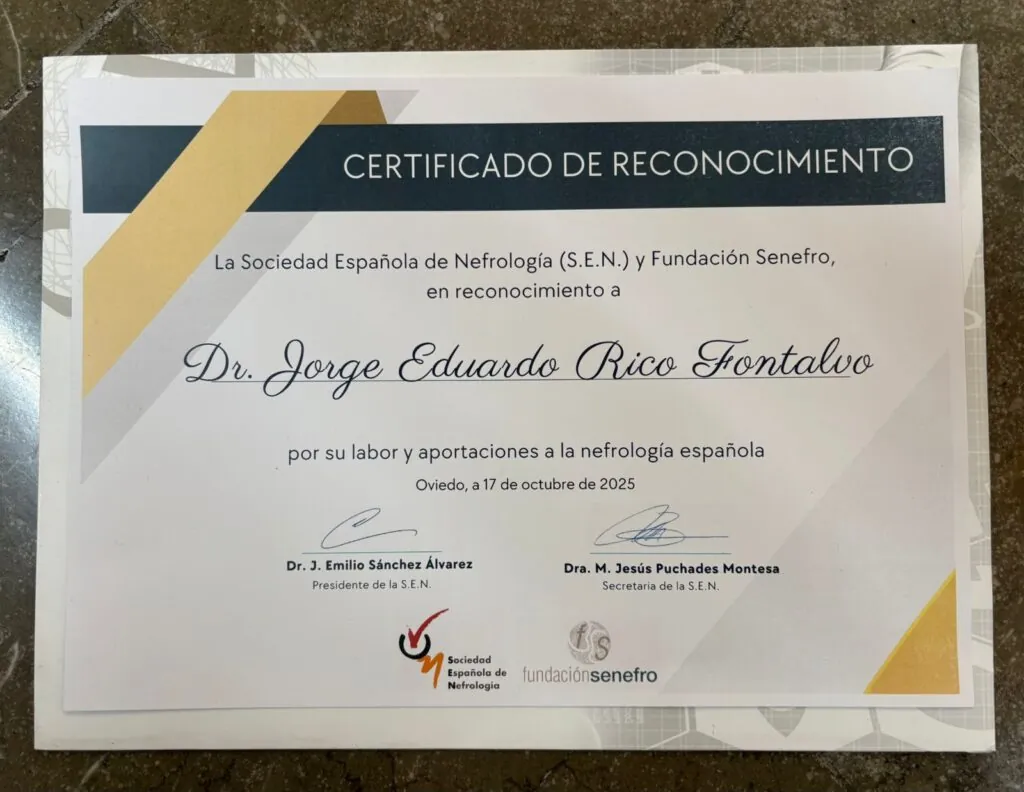 CERTIFICADO DE RECONOCIMIENTO
La Sociedad Española de Nefrología (S.E.N.) y Fundación Senefro,
en reconocimiento a
Dr. Jorge Eduardo Rico Fontalvo
por su labor y aportaciones a la nefrología española
Oviedo, a 17 de octubre de 2025
Dr. J. Emilio Sánchez Álvarez
Presidente de la S.E.N.
Dra. M. Jesús Puchades Montesa
Secretaria de la S.E.N.
Sociedad
Española de
Nefrología
fS
fundaciónsenefro